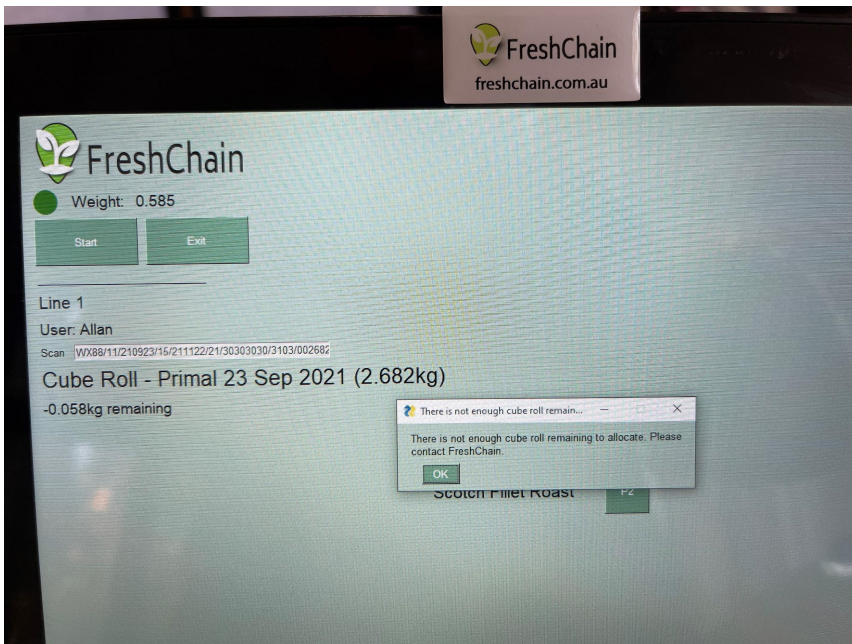 FreshChain
freshchain.com.au
FreshChain
Weight: 0.585
Start Exit
Line 1
User: Allan
Scan WX88/11/210923/15/211122/21/30303030/3103/002682
Cube Roll - Primal 23 Sep 2021 (2.682kg)
-0.058kg remaining
There is not enough cube roll remain...
There is not enough cube roll remaining to allocate. Please
contact FreshChain.
OK
Scotch Fillet Roast F2